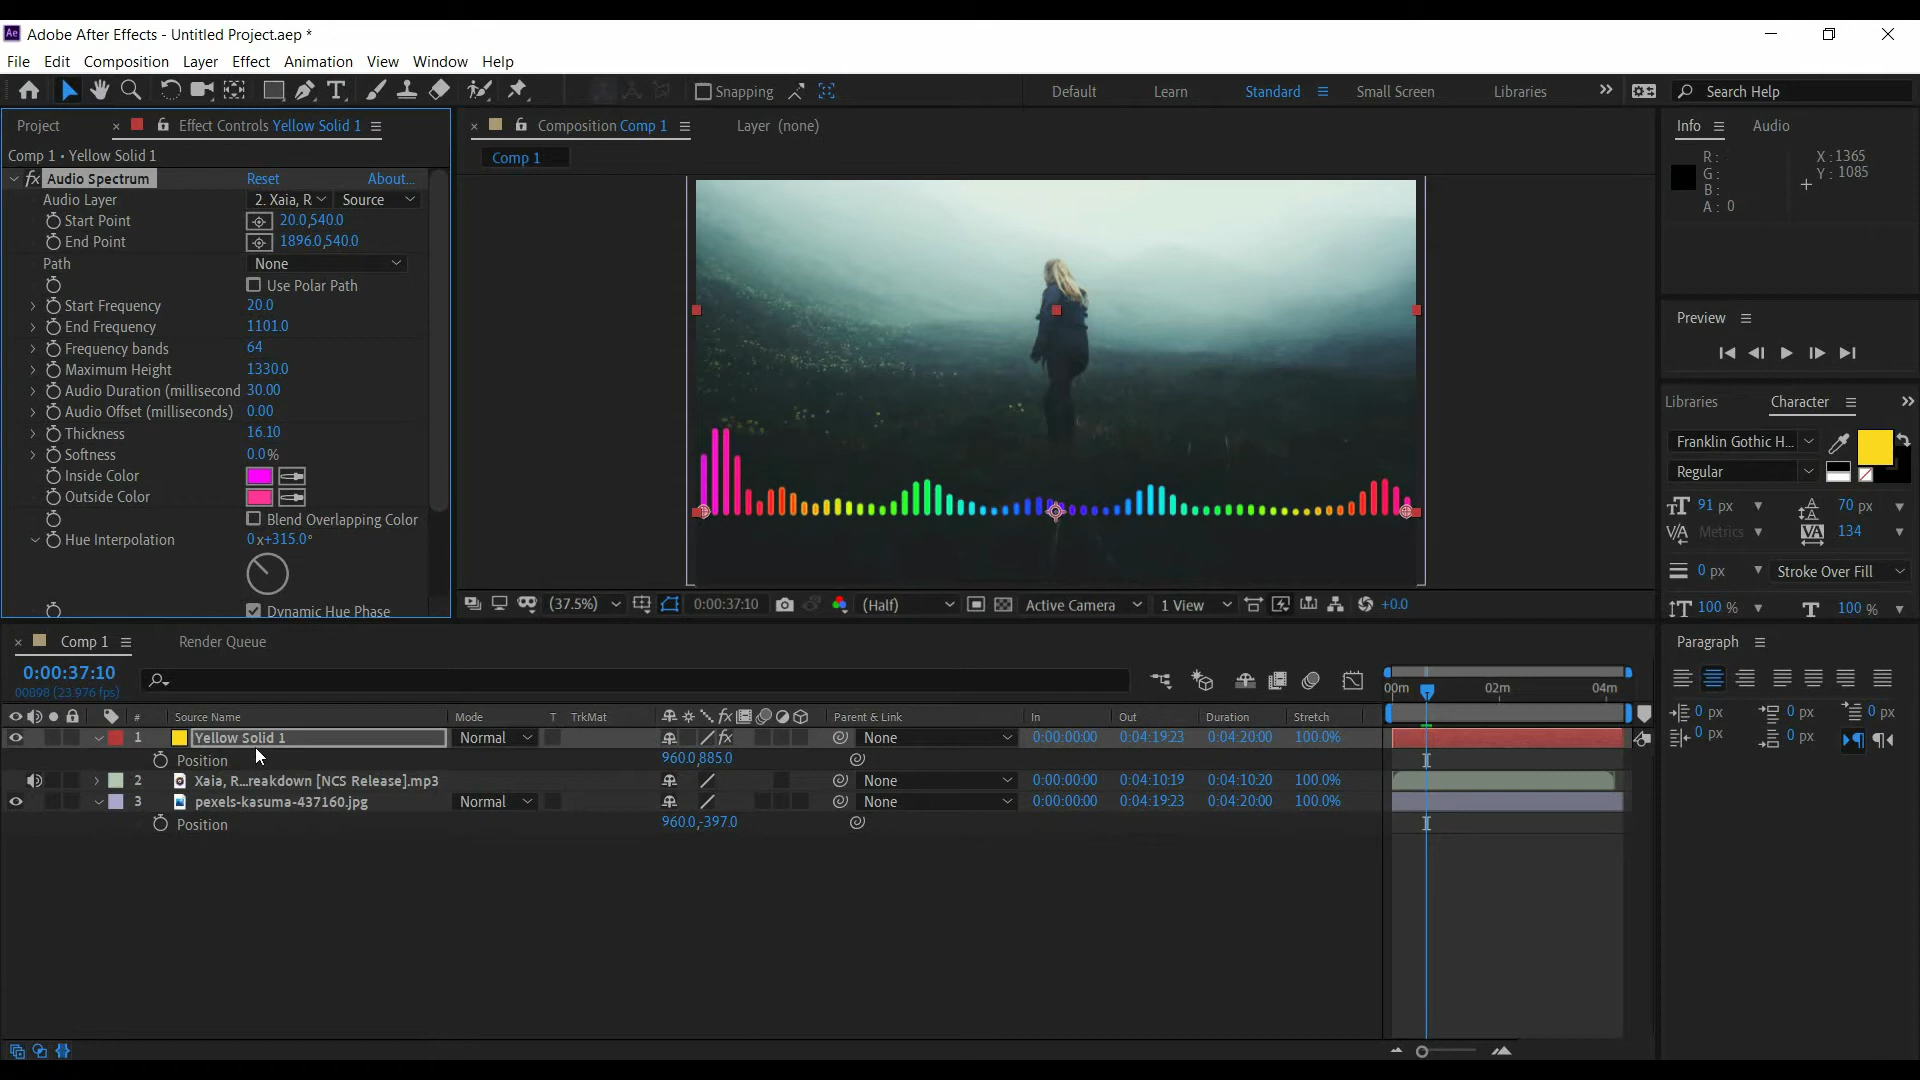 Ae Adobe After Effects - Untitled Project.aep *
File Edit Composition Layer Effect Animation View Window Help
Snapping Default Learn Standard Small Screen Libraries Search Help
Project Effect Controls Yellow Solid 1
Comp 1 • Yellow Solid 1
fx Audio Spectrum Reset About...
Audio Layer 2. Xaia, R Source
Start Point 20.0,540.0
End Point 1896.0,540.0
Path None
Use Polar Path
Start Frequency 20.0
End Frequency 1101.0
Frequency bands 64
Maximum Height 1330.0
Audio Duration (millisecond 30.00
Audio Offset (milliseconds) 0.00
Thickness 16.10
Softness 0.0%
Inside Color
Outside Color
Blend Overlapping Color
Hue Interpolation 0x+315.0°
Dynamic Hue Phase
Composition Comp 1 Layer (none)
Comp 1
(37.5%) 0:00:37:10 (Half) Active Camera 1 View +0.0
Info Audio
R : X : 1365
G : Y : 1085
B :
A : 0
Preview
Libraries Character
Franklin Gothic H...
Regular
91 px 70 px
Metrics 134
0 px Stroke Over Fill
100 % 100 %
Paragraph
0 px 0 px 0 px
0 px 0 px
Comp 1 Render Queue
0:00:37:10
00898 (23.976 fps)
00m 02m 04m
# Source Name Mode T TrkMat fx Parent & Link In Out Duration Stretch
1 Yellow Solid 1 Normal fx None 0:00:00:00 0:04:19:23 0:04:20:00 100.0%
Position 960.0,885.0
2 Xaia, R...reakdown [NCS Release].mp3 None 0:00:00:00 0:04:10:19 0:04:10:20 100.0%
3 pexels-kasuma-437160.jpg Normal None 0:00:00:00 0:04:19:23 0:04:20:00 100.0%
Position 960.0,-397.0